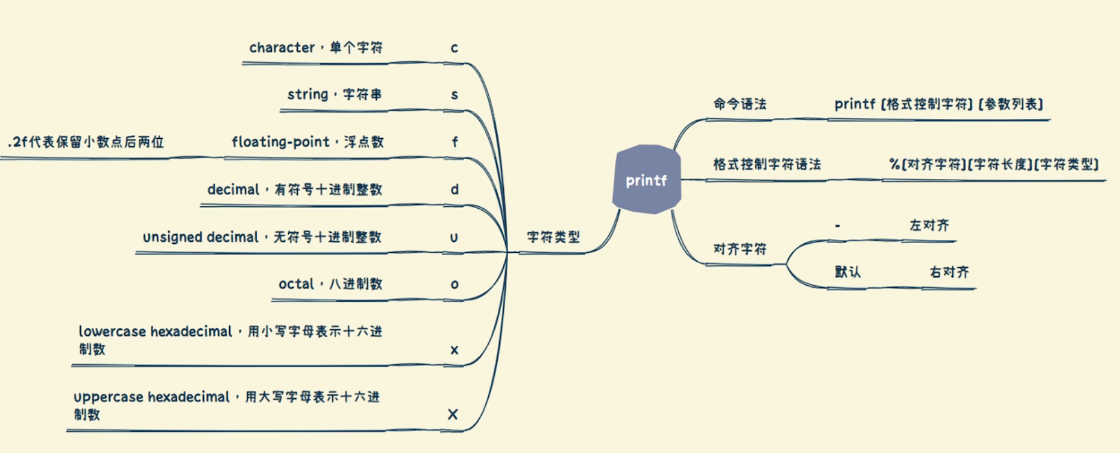 printf
命令语法
printf [格式控制字符] [参数列表]
格式控制字符语法
%[对齐字符][字符长度][字符类型]
对齐字符
-
左对齐
默认
右对齐
字符类型
c
character，单个字符
s
string，字符串
f
floating-point，浮点数
.2f代表保留小数点后两位
d
decimal，有符号十进制整数
u
unsigned decimal，无符号十进制整数
o
octal，八进制数
x
lowercase hexadecimal，用小写字母表示十六进
制数
X
uppercase hexadecimal，用大写字母表示十六进
制数